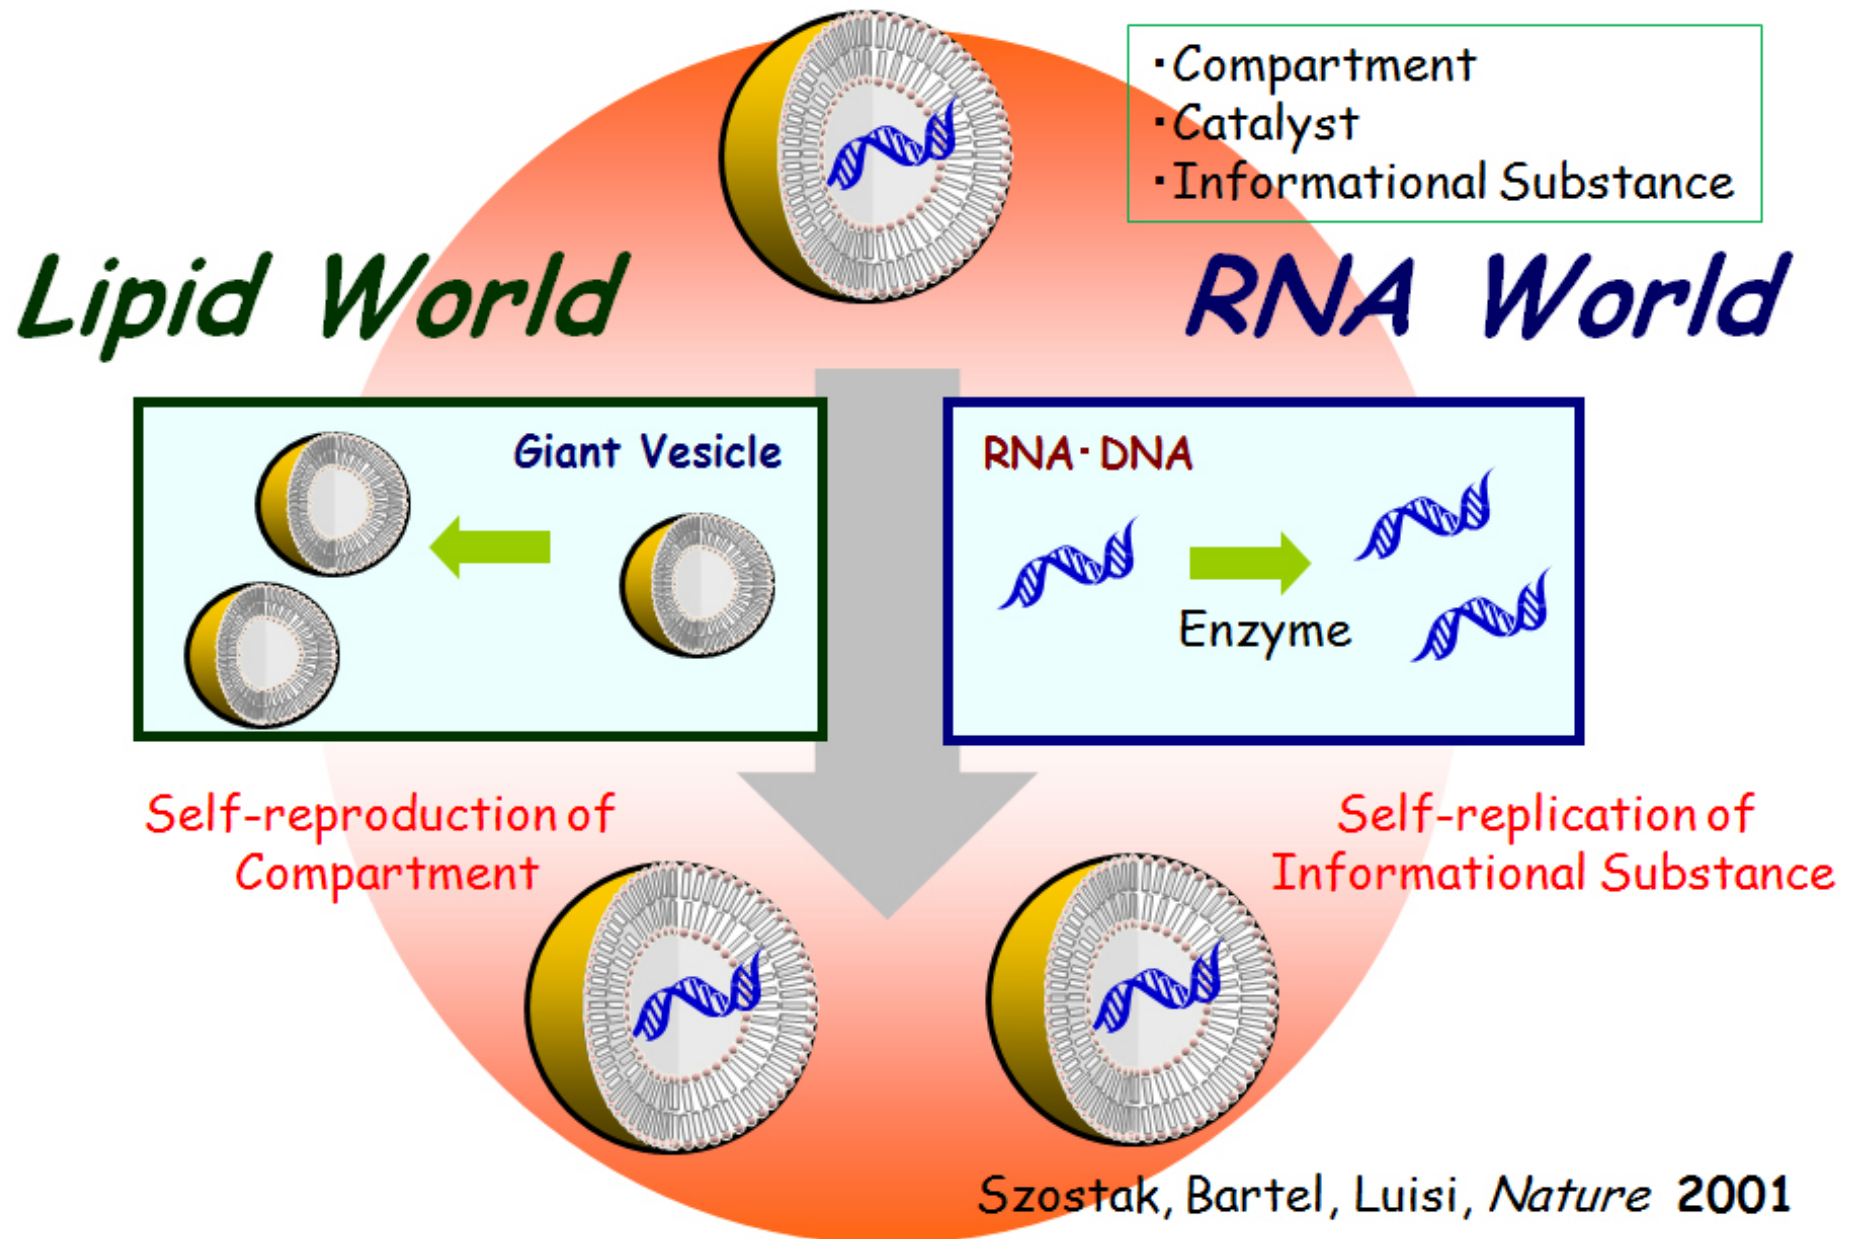 ・Compartment
・Catalyst
・Informational Substance
Lipid World
RNA World
Giant Vesicle
RNA・DNA
Enzyme
Self-reproduction of
Compartment
Self-replication of
Informational Substance
Szostak, Bartel, Luisi, Nature 2001